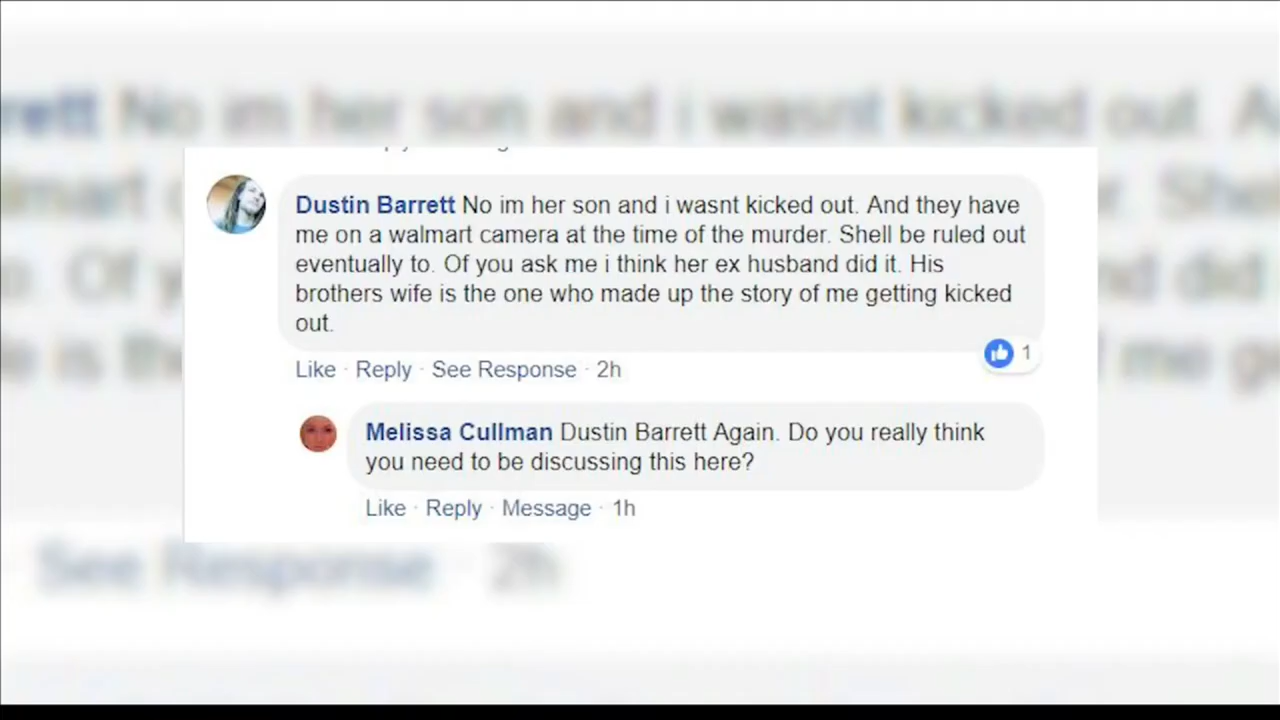 Dustin Barrett No im her son and i wasnt kicked out. And they have
me on a walmart camera at the time of the murder. Shell be ruled out
eventually to. Of you ask me i think her ex husband did it. His
brothers wife is the one who made up the story of me getting kicked
out.
1
Like · Reply · See Response · 2h
Melissa Cullman Dustin Barrett Again. Do you really think
you need to be discussing this here?
Like · Reply · Message · 1h